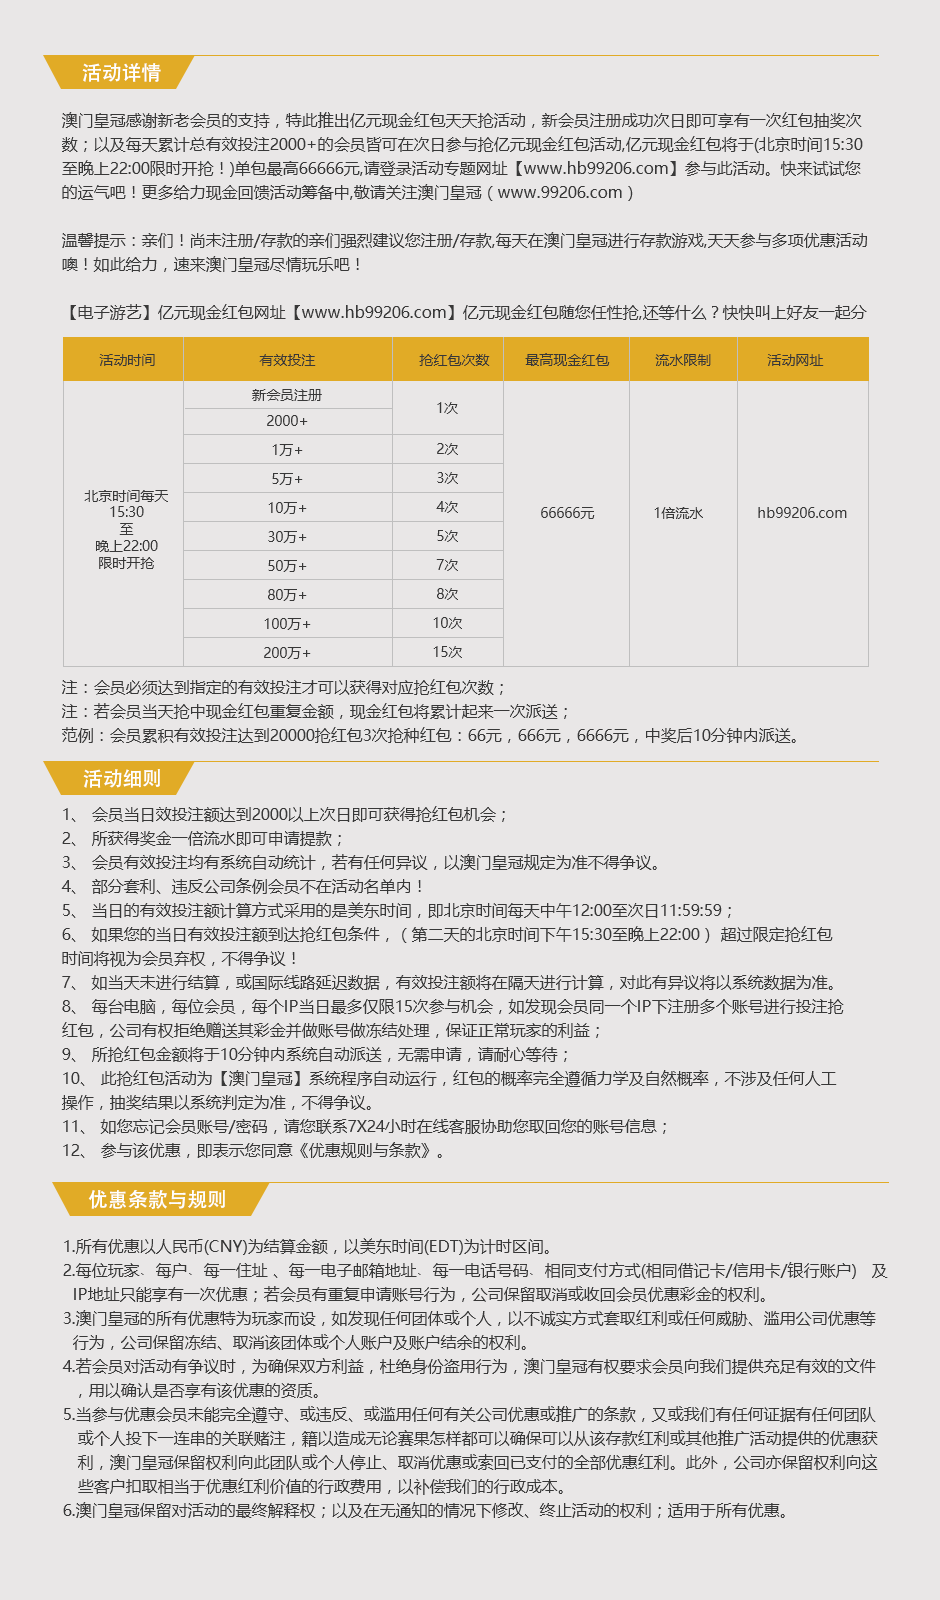 活动详情
澳门皇冠感谢新老会员的支持，特此推出亿元现金红包天天抢活动，新会员注册成功次日即可享有一次红包抽奖次
数；以及每天累计总有效投注2000+的会员皆可在次日参与抢亿元现金红包活动,亿元现金红包将于(北京时间15:30
至晚上22:00限时开抢！)单包最高66666元,请登录活动专题网址【www.hb99206.com】参与此活动。快来试试您
的运气吧！更多给力现金回馈活动筹备中,敬请关注澳门皇冠（www.99206.com）
温馨提示：亲们！尚未注册/存款的亲们强烈建议您注册/存款,每天在澳门皇冠进行存款游戏,天天参与多项优惠活动
噢！如此给力，速来澳门皇冠尽情玩乐吧！
【电子游艺】亿元现金红包网址【www.hb99206.com】亿元现金红包随您任性抢,还等什么？快快叫上好友一起分
活动时间 有效投注 抢红包次数 最高现金红包 流水限制 活动网址
新会员注册
1次
2000+
1万+ 2次
5万+ 3次
北京时间每天
15:30
至
晚上22:00
限时开抢
10万+ 4次
66666元 1倍流水 hb99206.com
30万+ 5次
50万+ 7次
80万+ 8次
100万+ 10次
200万+ 15次
注：会员必须达到指定的有效投注才可以获得对应抢红包次数；
注：若会员当天抢中现金红包重复金额，现金红包将累计起来一次派送；
范例：会员累积有效投注达到20000抢红包3次抢种红包：66元，666元，6666元，中奖后10分钟内派送。
活动细则
1、 会员当日效投注额达到2000以上次日即可获得抢红包机会；
2、 所获得奖金一倍流水即可申请提款；
3、 会员有效投注均有系统自动统计，若有任何异议，以澳门皇冠规定为准不得争议。
4、 部分套利、违反公司条例会员不在活动名单内！
5、 当日的有效投注额计算方式采用的是美东时间，即北京时间每天中午12:00至次日11:59:59；
6、 如果您的当日有效投注额到达抢红包条件，（第二天的北京时间下午15:30至晚上22:00 ） 超过限定抢红包
时间将视为会员弃权，不得争议！
7、 如当天未进行结算，或国际线路延迟数据，有效投注额将在隔天进行计算，对此有异议将以系统数据为准。
8、 每台电脑，每位会员，每个IP当日最多仅限15次参与机会，如发现会员同一个IP下注册多个账号进行投注抢
红包，公司有权拒绝赠送其彩金并做账号做冻结处理，保证正常玩家的利益；
9、 所抢红包金额将于10分钟内系统自动派送，无需申请，请耐心等待；
10、 此抢红包活动为【澳门皇冠】系统程序自动运行，红包的概率完全遵循力学及自然概率，不涉及任何人工
操作，抽奖结果以系统判定为准，不得争议。
11、 如您忘记会员账号/密码，请您联系7X24小时在线客服协助您取回您的账号信息；
12、 参与该优惠，即表示您同意《优惠规则与条款》。
优惠条款与规则
1.所有优惠以人民币(CNY)为结算金额，以美东时间(EDT)为计时区间。
2.每位玩家、每户、每一住址 、每一电子邮箱地址、每一电话号码、相同支付方式(相同借记卡/信用卡/银行账户) 及
IP地址只能享有一次优惠；若会员有重复申请账号行为，公司保留取消或收回会员优惠彩金的权利。
3.澳门皇冠的所有优惠特为玩家而设，如发现任何团体或个人，以不诚实方式套取红利或任何威胁、滥用公司优惠等
行为，公司保留冻结、取消该团体或个人账户及账户结余的权利。
4.若会员对活动有争议时，为确保双方利益，杜绝身份盗用行为，澳门皇冠有权要求会员向我们提供充足有效的文件
，用以确认是否享有该优惠的资质。
5.当参与优惠会员未能完全遵守、或违反、或滥用任何有关公司优惠或推广的条款，又或我们有任何证据有任何团队
或个人投下一连串的关联赌注，籍以造成无论赛果怎样都可以确保可以从该存款红利或其他推广活动提供的优惠获
利，澳门皇冠保留权利向此团队或个人停止、取消优惠或索回已支付的全部优惠红利。此外，公司亦保留权利向这
些客户扣取相当于优惠红利价值的行政费用，以补偿我们的行政成本。
6.澳门皇冠保留对活动的最终解释权；以及在无通知的情况下修改、终止活动的权利；适用于所有优惠。